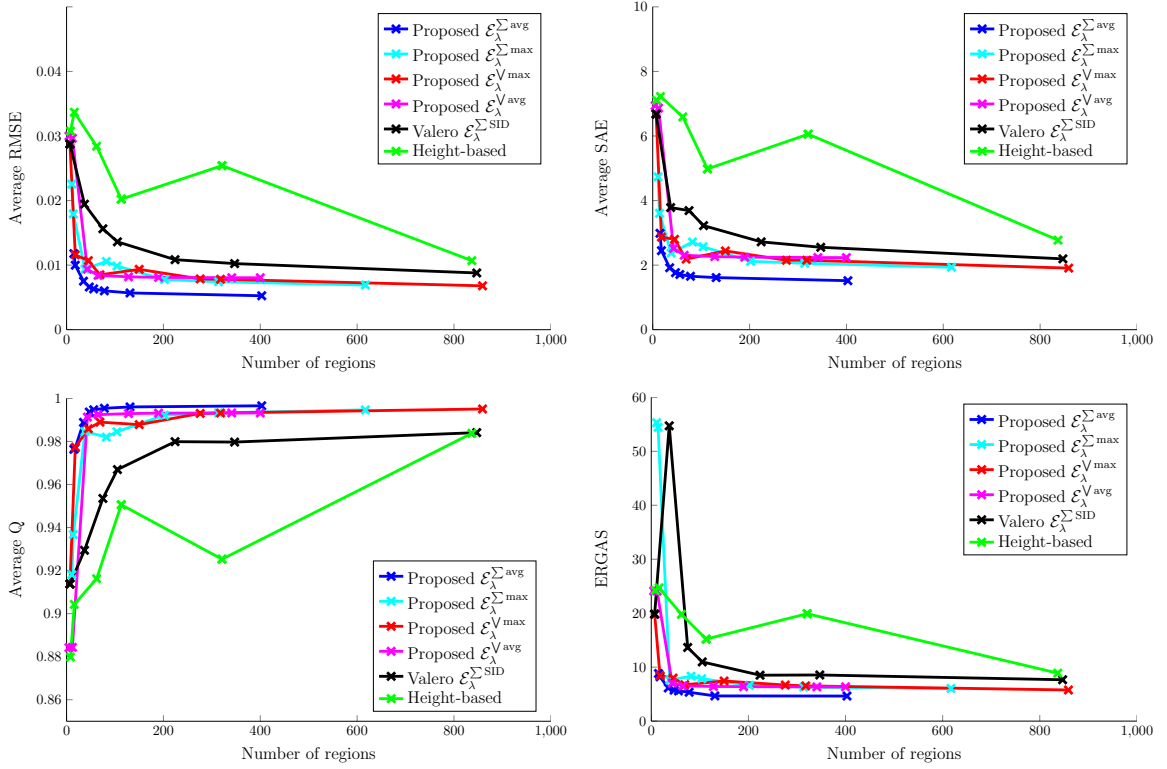 0.04
0.03
0.02
0.01
0
0 200 400 600 800 1,000
Average RMSE
Number of regions
Proposed ℰ_λ^{∑ avg}
Proposed ℰ_λ^{∑ max}
Proposed ℰ_λ^{⋁ max}
Proposed ℰ_λ^{⋁ avg}
Valero ℰ_λ^{∑ SID}
Height-based
10
8
6
4
2
0
0 200 400 600 800 1,000
Average SAE
Number of regions
Proposed ℰ_λ^{∑ avg}
Proposed ℰ_λ^{∑ max}
Proposed ℰ_λ^{⋁ max}
Proposed ℰ_λ^{⋁ avg}
Valero ℰ_λ^{∑ SID}
Height-based
1
0.98
0.96
0.94
0.92
0.9
0.88
0.86
0 200 400 600 800 1,000
Average Q
Number of regions
Proposed ℰ_λ^{∑ avg}
Proposed ℰ_λ^{∑ max}
Proposed ℰ_λ^{⋁ max}
Proposed ℰ_λ^{⋁ avg}
Valero ℰ_λ^{∑ SID}
Height-based
60
50
40
30
20
10
0
0 200 400 600 800 1,000
ERGAS
Number of regions
Proposed ℰ_λ^{∑ avg}
Proposed ℰ_λ^{∑ max}
Proposed ℰ_λ^{⋁ max}
Proposed ℰ_λ^{⋁ avg}
Valero ℰ_λ^{∑ SID}
Height-based